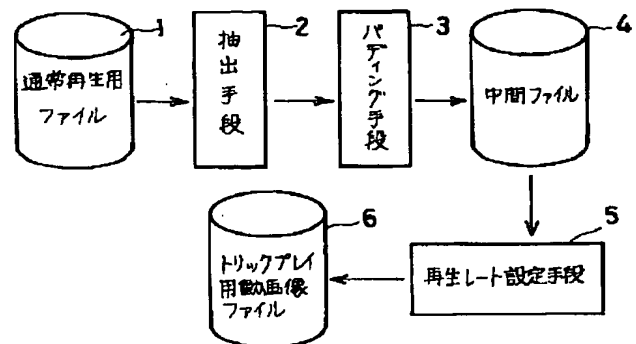 1
通常再生用
ファイル
2
抽出手段
3
パディング手段
4
中間ファイル
5
再生レート設定手段
6
トリックプレイ
用動画像
ファイル